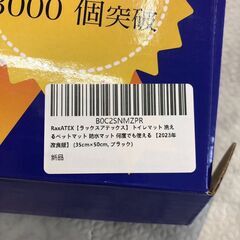 3000 個突破
B0C2SNMZPR
RaxATEX【ラックスアテックス】 トイレマット 洗え
るペットマット 防水マット 何度でも使える 【2023年
改良版】 (35cm×50cm, ブラック)
新品